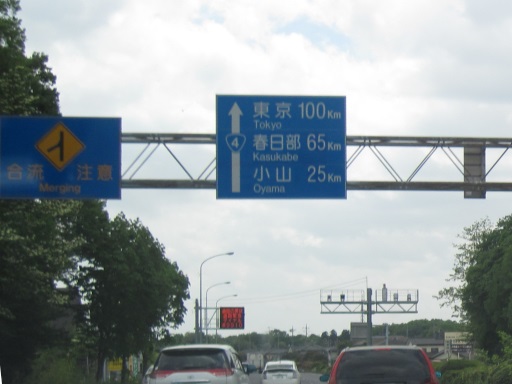 合流 注意
Merging
4
東京 100Km
Tokyo
春日部 65Km
Kasukabe
小山 25Km
Oyama